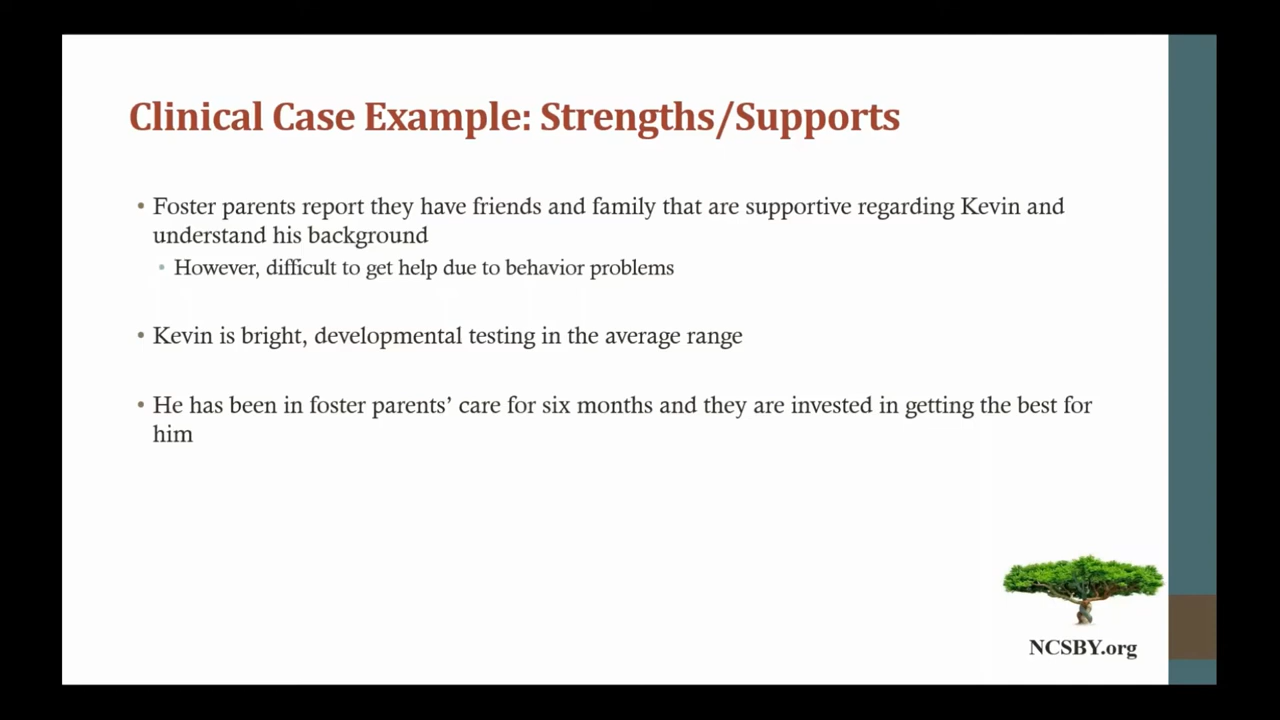 Clinical Case Example: Strengths/Supports
• Foster parents report they have friends and family that are supportive regarding Kevin and
understand his background
• However, difficult to get help due to behavior problems
• Kevin is bright, developmental testing in the average range
• He has been in foster parents’ care for six months and they are invested in getting the best for
him
NCSBY.org